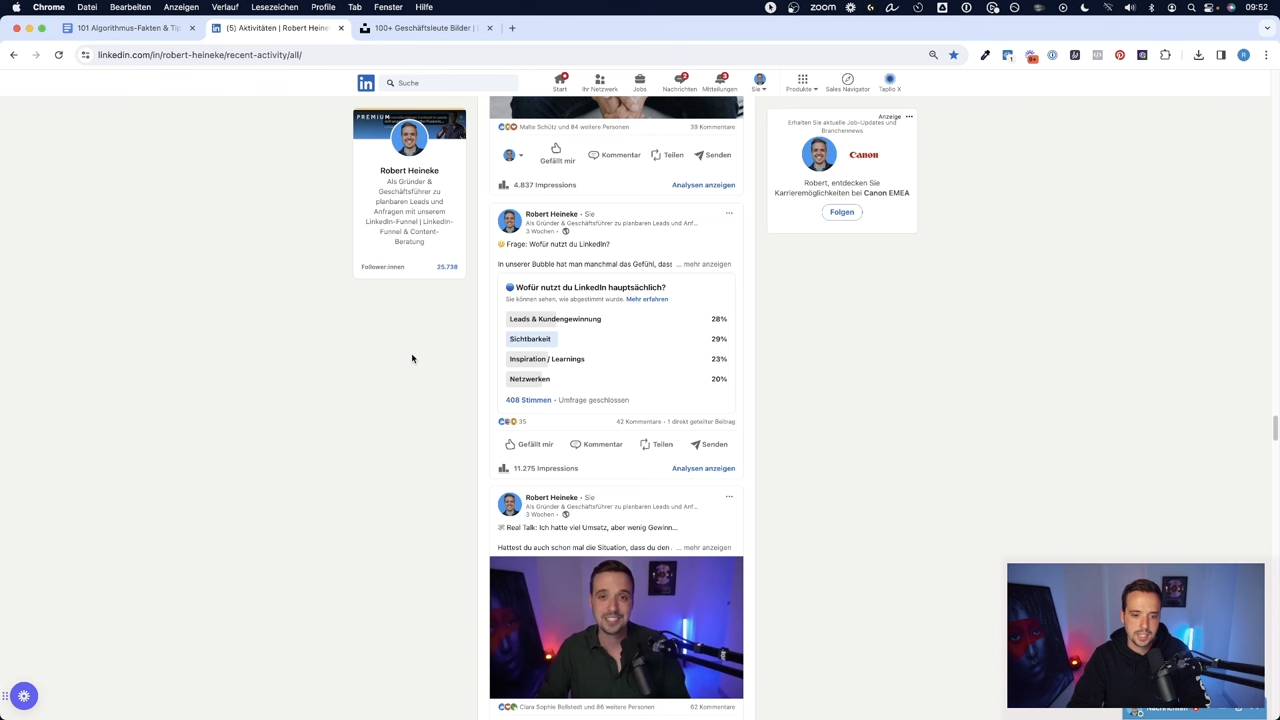 Chrome Datei Bearbeiten Anzeigen Verlauf Lesezeichen Profile Tab Fenster Hilfe
101 Algorithmus-Fakten & Tip
(5) Aktivitäten | Robert Heine
100+ Geschäftsleute Bilder |
linkedin.com/in/robert-heineke/recent-activity/all/
Suche
Start
Ihr Netzwerk
Jobs
Nachrichten
Mitteilungen
Sie
Produkte
Sales Navigator
Taplio X
PREMIUM
Robert Heineke
Als Gründer &
Geschäftsführer zu
planbaren Leads und
Anfragen mit unserem
LinkedIn-Funnel | LinkedIn-
Funnel & Content-
Beratung
Follower:innen 25.738
Malte Schütz und 84 weitere Personen 39 Kommentare
Gefällt mir
Kommentar
Teilen
Senden
4.837 Impressions Analysen anzeigen
Robert Heineke • Sie
Als Gründer & Geschäftsführer zu planbaren Leads und Anf...
3 Wochen •
Frage: Wofür nutzt du LinkedIn?
In unserer Bubble hat man manchmal das Gefühl, dass ... mehr anzeigen
Wofür nutzt du LinkedIn hauptsächlich?
Sie können sehen, wie abgestimmt wurde. Mehr erfahren
Leads & Kundengewinnung 28%
Sichtbarkeit 29%
Inspiration / Learnings 23%
Netzwerken 20%
408 Stimmen • Umfrage geschlossen
35 42 Kommentare • 1 direkt geteilter Beitrag
Gefällt mir
Kommentar
Teilen
Senden
11.275 Impressions Analysen anzeigen
Robert Heineke • Sie
Als Gründer & Geschäftsführer zu planbaren Leads und Anf...
3 Wochen •
Real Talk: Ich hatte viel Umsatz, aber wenig Gewinn...
Hattest du auch schon mal die Situation, dass du den ... mehr anzeigen
Clara Sophie Bellstedt und 86 weitere Personen 62 Kommentare
Anzeige
Erhalten Sie aktuelle Job-Updates und
Branchennews
Canon
Robert, entdecken Sie
Karrieremöglichkeiten bei Canon EMEA
Folgen
Nachrichten